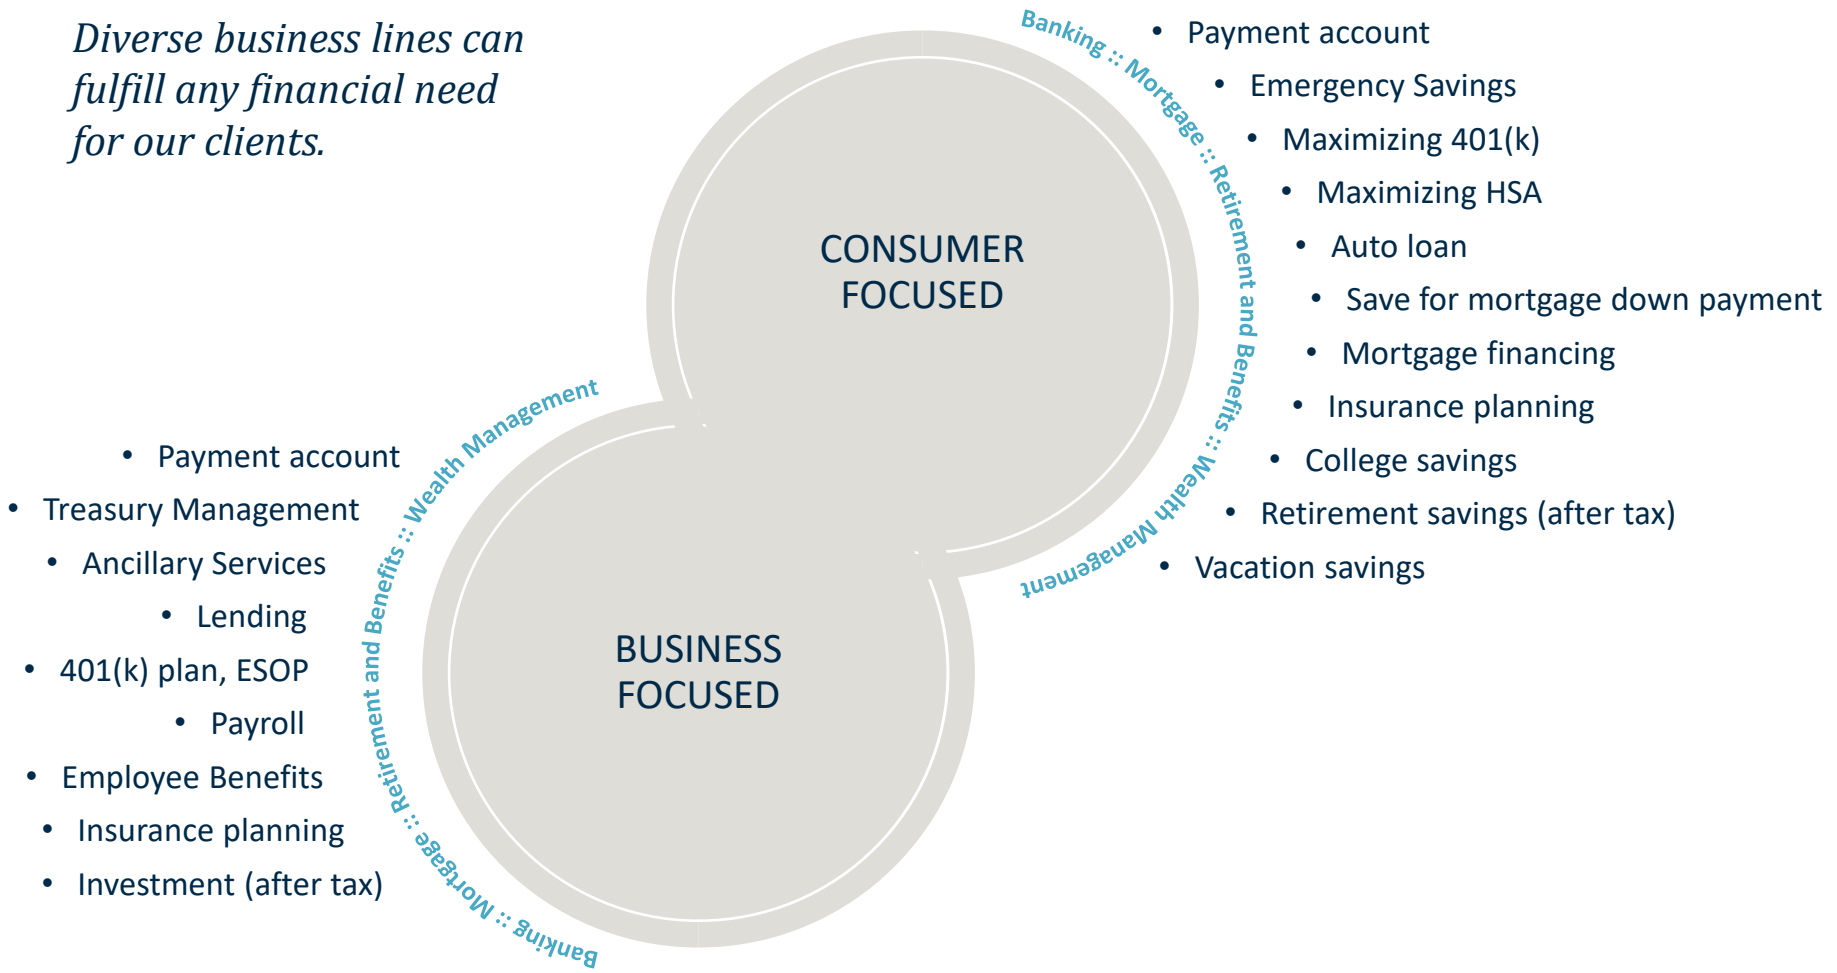 Diverse business lines can
fulfill any financial need
for our clients.
Banking :: Mortgage :: Retirement and Benefits :: Wealth Management
CONSUMER
FOCUSED
• Payment account
• Emergency Savings
• Maximizing 401(k)
• Maximizing HSA
• Auto loan
• Save for mortgage down payment
• Mortgage financing
• Insurance planning
• College savings
• Retirement savings (after tax)
• Vacation savings
• Payment account
• Treasury Management
• Ancillary Services
• Lending
• 401(k) plan, ESOP
• Payroll
• Employee Benefits
• Insurance planning
• Investment (after tax)
Banking :: Mortgage :: Retirement and Benefits :: Wealth Management
BUSINESS
FOCUSED